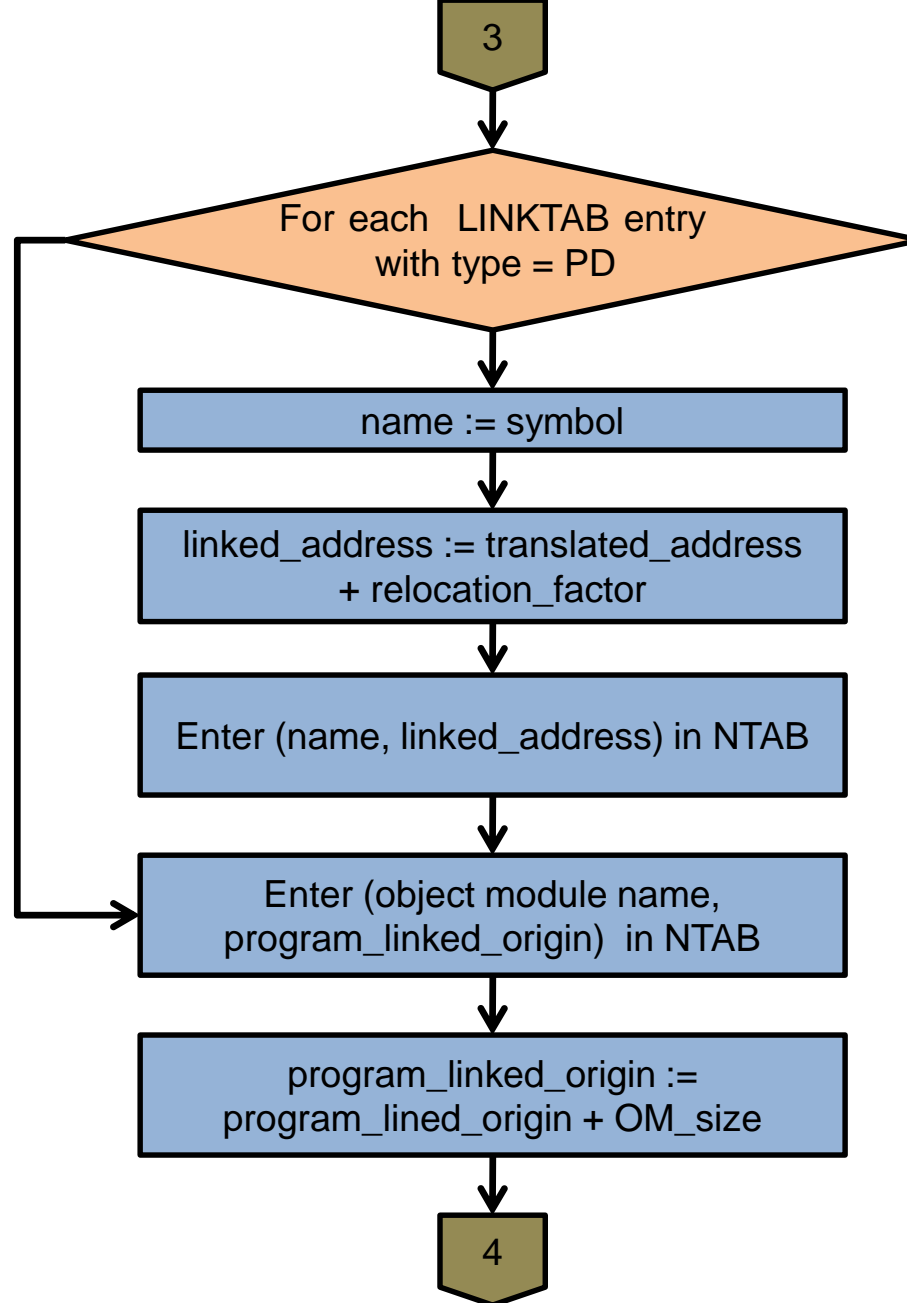 3
For each LINKTAB entry
with type = PD
name := symbol
linked_address := translated_address
+ relocation_factor
Enter (name, linked_address) in NTAB
Enter (object module name,
program_linked_origin) in NTAB
program_linked_origin :=
program_lined_origin + OM_size
4